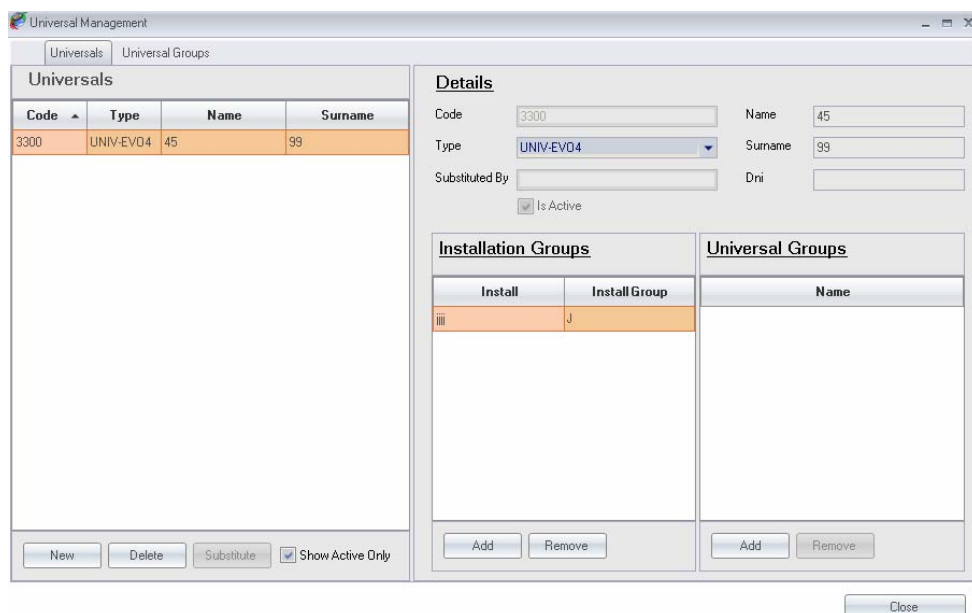 Universal Management
Universals Universal Groups
Universals
Code Type Name Surname
3300 UNIV-EVO4 45 99
New Delete Substitute Show Active Only
Details
Code 3300 Name 45
Type UNIV-EVO4 Surname 99
Substituted By Dni
Is Active
Installation Groups
Install Install Group
jjjj J
Add Remove
Universal Groups
Name
Add Remove
Close